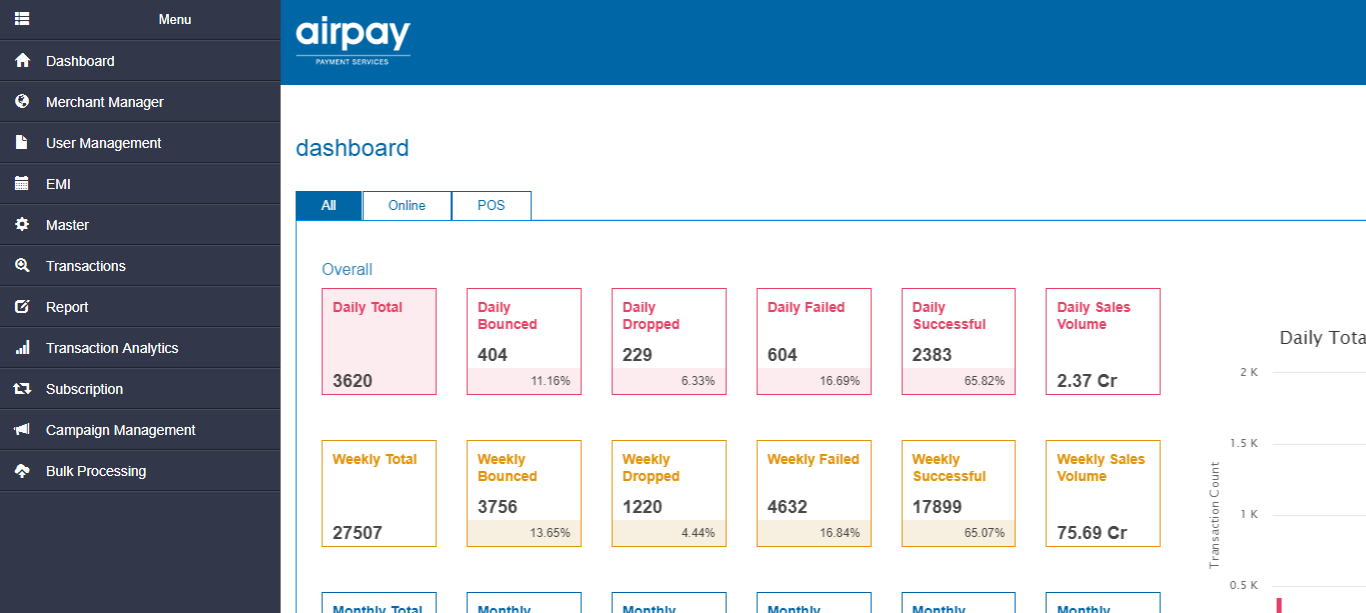 Menu
Dashboard
Merchant Manager
User Management
EMI
Master
Transactions
Report
Transaction Analytics
Subscription
Campaign Management
Bulk Processing
airpay
PAYMENT SERVICES
dashboard
All
Online
POS
Overall
Daily Total
3620
Daily
Bounced
404
11.16%
Daily
Dropped
229
6.33%
Daily Failed
604
16.69%
Daily
Successful
2383
65.82%
Daily Sales
Volume
2.37 Cr
Weekly Total
27507
Weekly
Bounced
3756
13.65%
Weekly
Dropped
1220
4.44%
Weekly Failed
4632
16.84%
Weekly
Successful
17899
65.07%
Weekly Sales
Volume
75.69 Cr
Monthly Total
Monthly
Monthly
Monthly
Monthly
Monthly
Daily Tota
2 K
1.5 K
1 K
0.5 K
Transaction Count